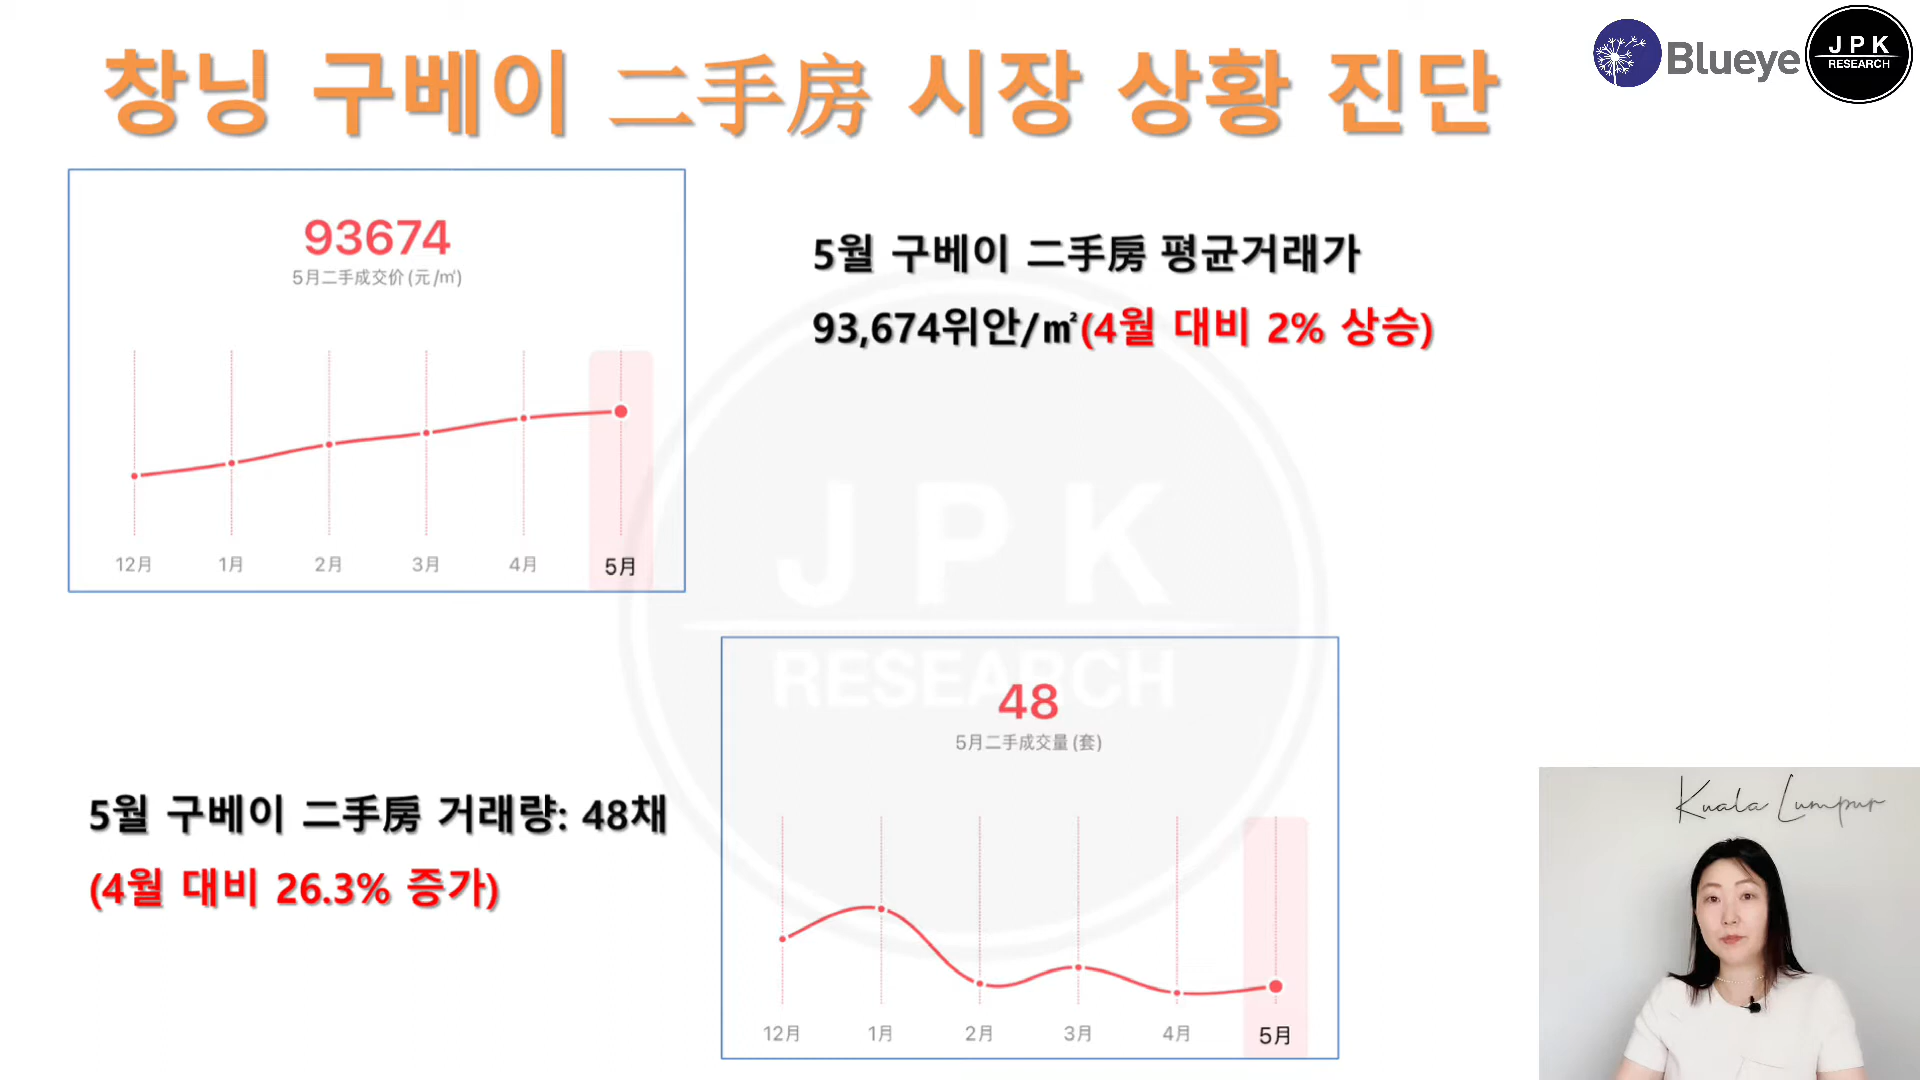 창닝 구베이 二手房 시장 상황 진단
Blueye
JPK
RESEARCH
93674
5月二手成交价(元/㎡)
12月 1月 2月 3月 4月 5月
5월 구베이 二手房 평균거래가
93,674위안/㎡(4월 대비 2% 상승)
JPK
RESEARCH
5월 구베이 二手房 거래량: 48채
(4월 대비 26.3% 증가)
48
5月二手成交量(套)
12月 1月 2月 3月 4月 5月
Kuala Lumpur